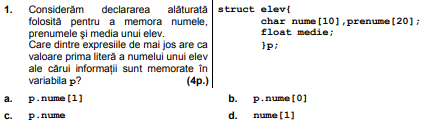 1. Considerăm declararea alăturată
folosită pentru a memora numele,
prenumele şi media unui elev.
Care dintre expresiile de mai jos are ca
valoare prima literă a numelui unui elev
ale cărui informații sunt memorate în
variabila p? (4p.)
struct elev{
char nume[10],prenume[20];
float medie;
}p;
a. p.nume[1] b. p.nume[0]
c. p.nume d. nume[1]